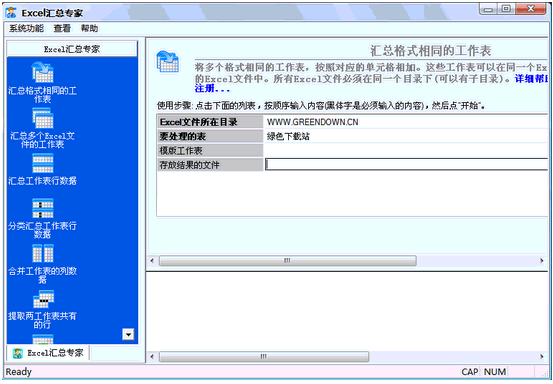 Excel汇总专家
系统功能 查看 帮助
Excel汇总专家
汇总格式相同的工
作表
汇总多个Excel文
件的工作表
汇总工作表行数据
分类汇总工作表行
数据
合并工作表的列数
据
提取两工作表共有
的行
Excel汇总专家
汇总格式相同的工作表
将多个格式相同的工作表，按照对应的单元格相加。这些工作表可以在同一个Ex
的Excel文件中。所有Excel文件必须在同一个目录下(可以有子目录)。详细帮助
注册...
使用步骤：点击下面的列表，按顺序输入内容(黑体字是必须输入的内容)，然后点"开始"。
Excel文件所在目录 WWW.GREENDOWN.CN
要处理的表 绿色下载站
模版工作表
存放结果的文件
Ready CAP NUM